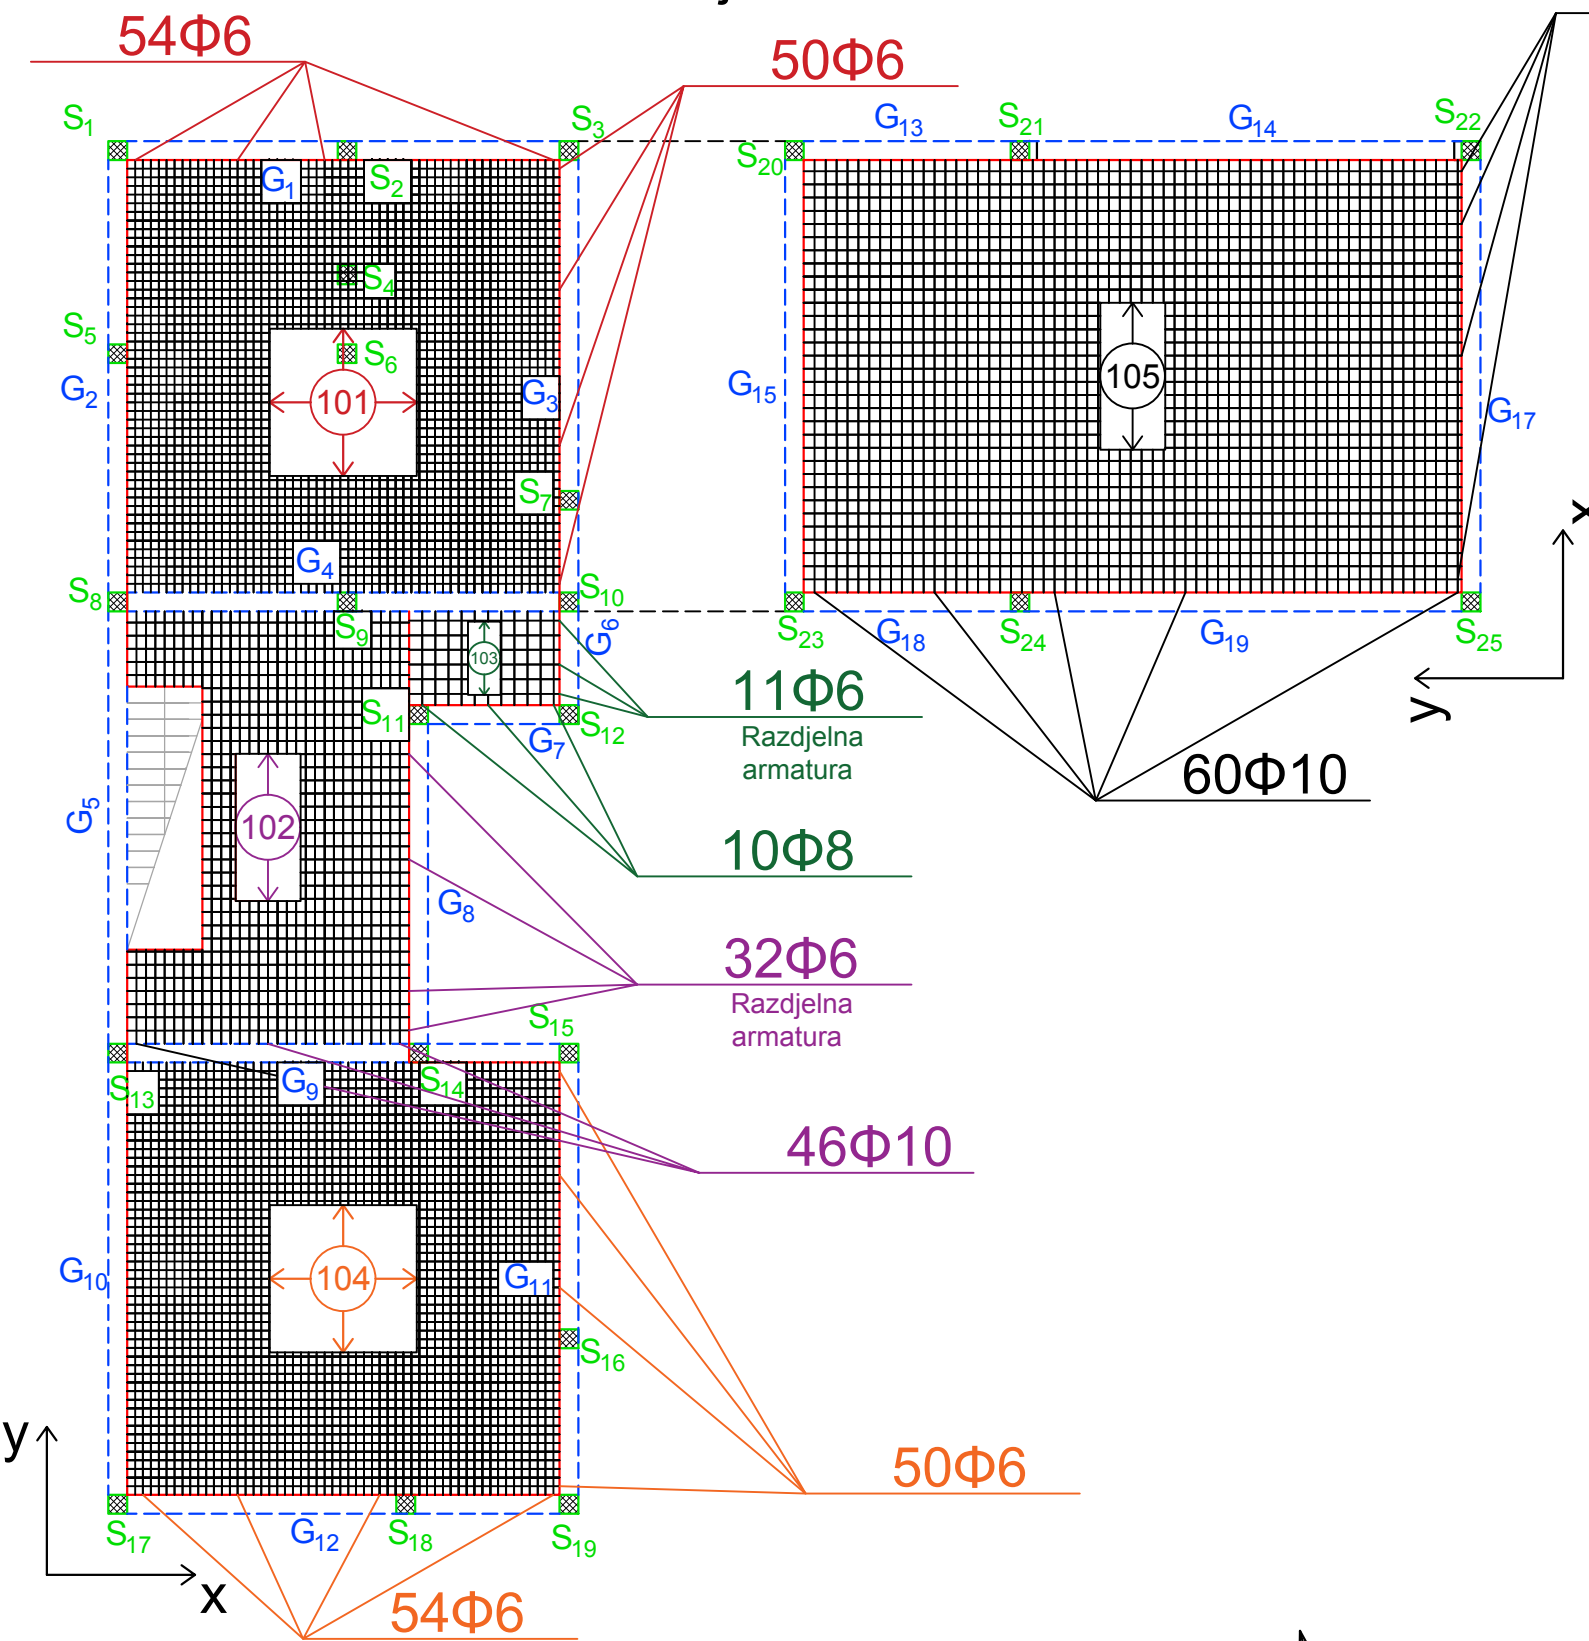 54Φ6
50Φ6
S1
S3
G13
S21
G14
S22
G1
S2
S20
S4
S5
S6
G2
101
G3
G15
105
G17
S7
x
G4
S8
S10
S9
G6
S23
G18
S24
G19
S25
103
11Φ6
Razdjelna
armatura
y
S11
G7
S12
60Φ10
G5
102
10Φ8
G8
32Φ6
Razdjelna
armatura
S15
S13
G9
S14
46Φ10
G10
104
G11
S16
y
50Φ6
S17
G12
S18
S19
x
54Φ6